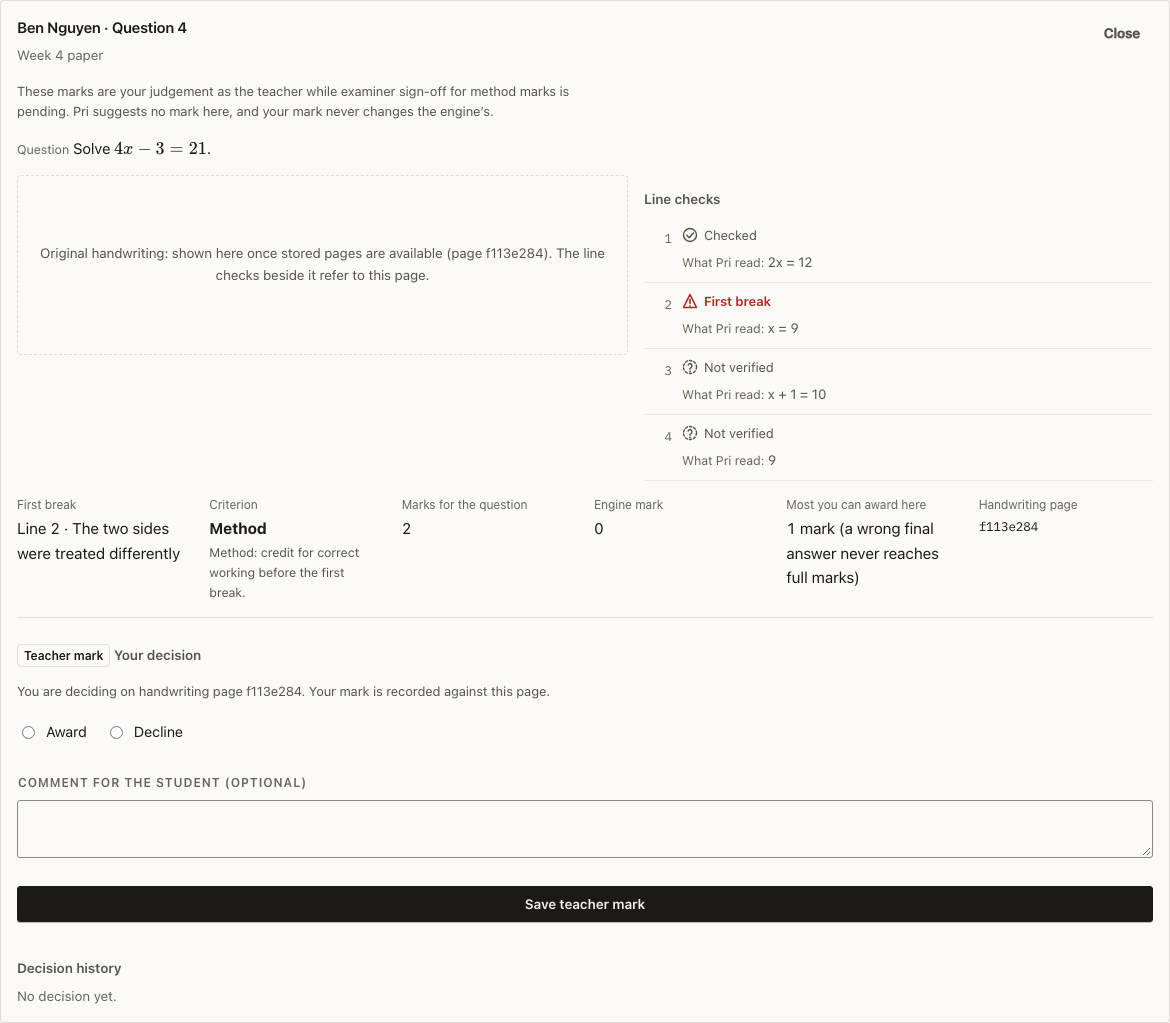 Ben Nguyen · Question 4
Close
Week 4 paper
These marks are your judgement as the teacher while examiner sign-off for method marks is
pending. Pri suggests no mark here, and your mark never changes the engine's.
Question Solve 4x − 3 = 21.
Original handwriting: shown here once stored pages are available (page f113e284). The line
checks beside it refer to this page.
Line checks
1 Checked
What Pri read: 2x = 12
2 First break
What Pri read: x = 9
3 Not verified
What Pri read: x + 1 = 10
4 Not verified
What Pri read: 9
First break
Line 2 · The two sides
were treated differently
Criterion
Method
Method: credit for correct
working before the first
break.
Marks for the question
2
Engine mark
0
Most you can award here
1 mark (a wrong final
answer never reaches
full marks)
Handwriting page
f113e284
Teacher mark Your decision
You are deciding on handwriting page f113e284. Your mark is recorded against this page.
Award Decline
COMMENT FOR THE STUDENT (OPTIONAL)
Save teacher mark
Decision history
No decision yet.